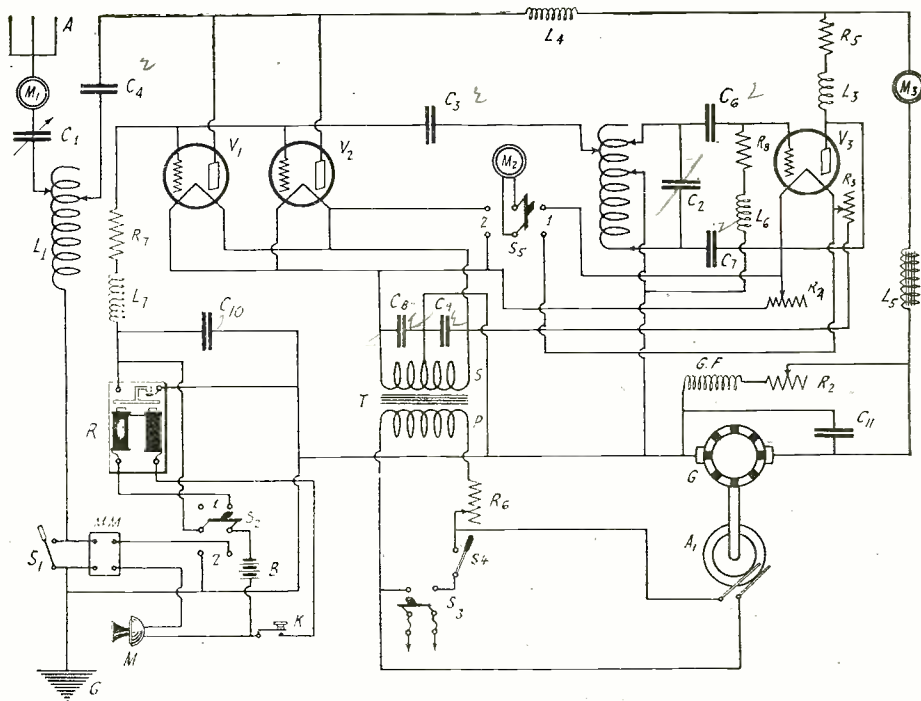 A
L4
R5
M1
C4
C3
C6
L3
M3
C1
V1
V2
M2
V3
R8
R3
C2
L1
R7
2
1
S5
C7
L6
L7
C8
C9
R4
L5
C10
S
G.F
R2
T
P
R
C11
G
R6
1
S2
A1
S1
MM
2
B
S4
S3
K
M
G